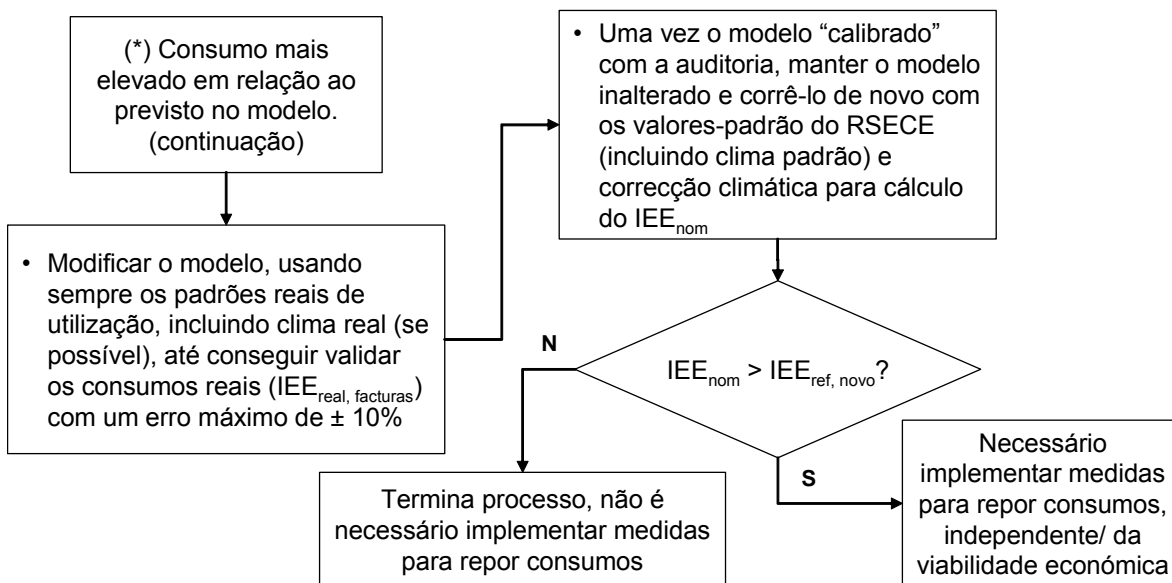 (*) Consumo mais
elevado em relação ao
previsto no modelo.
(continuação)
• Modificar o modelo, usando
sempre os padrões reais de
utilização, incluindo clima real (se
possível), até conseguir validar
os consumos reais (IEEreal, facturas)
com um erro máximo de ± 10%
• Uma vez o modelo “calibrado”
com a auditoria, manter o modelo
inalterado e corrê-lo de novo com
os valores-padrão do RSECE
(incluindo clima padrão) e
correcção climática para cálculo
do IEEnom
IEEnom > IEEref, novo?
N
S
Termina processo, não é
necessário implementar medidas
para repor consumos
Necessário
implementar medidas
para repor consumos,
independente/ da
viabilidade económica